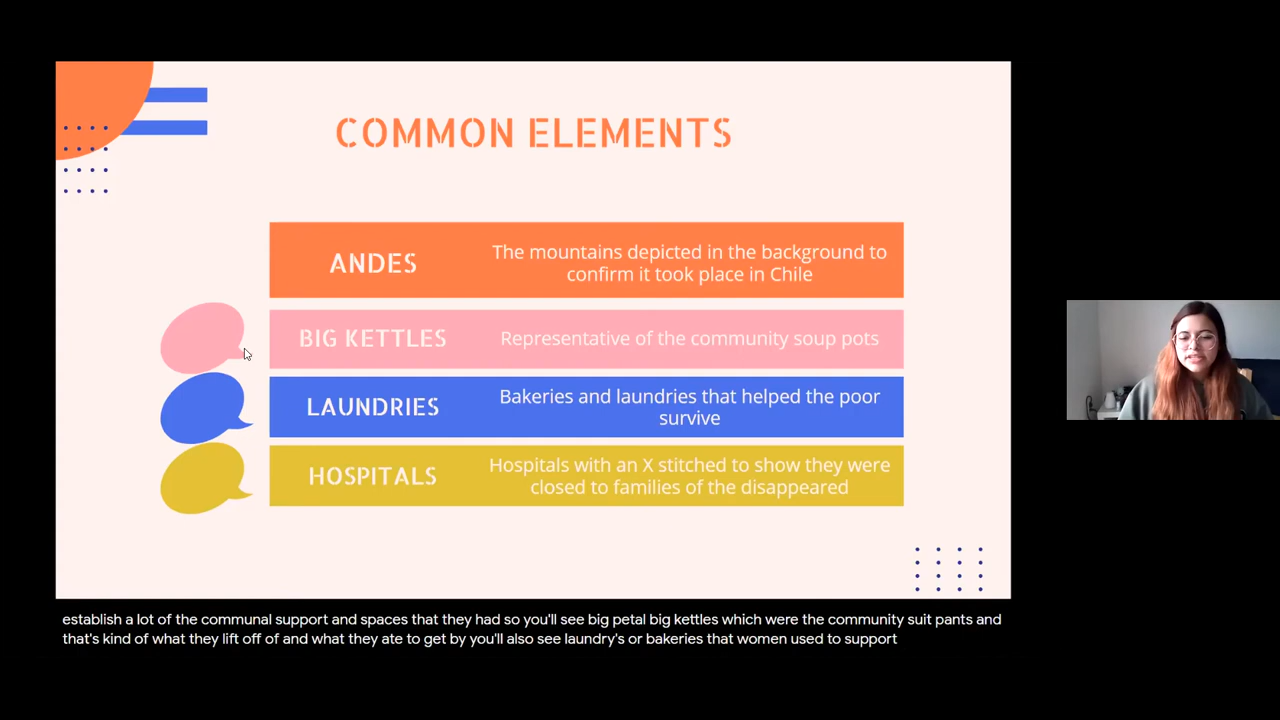 COMMON ELEMENTS
ANDES
The mountains depicted in the background to
confirm it took place in Chile
BIG KETTLES
Representative of the community soup pots
LAUNDRIES
Bakeries and laundries that helped the poor
survive
HOSPITALS
Hospitals with an X stitched to show they were
closed to families of the disappeared
establish a lot of the communal support and spaces that they had so you'll see big petal big kettles which were the community suit pants and
that's kind of what they lift off of and what they ate to get by you'll also see laundry's or bakeries that women used to support